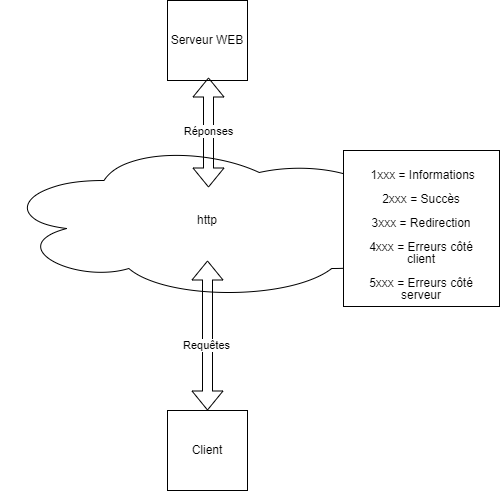 Serveur WEB
Réponses
http
1xxx = Informations
2xxx = Succès
3xxx = Redirection
4xxx = Erreurs côté
client
5xxx = Erreurs côté
serveur
Requêtes
Client